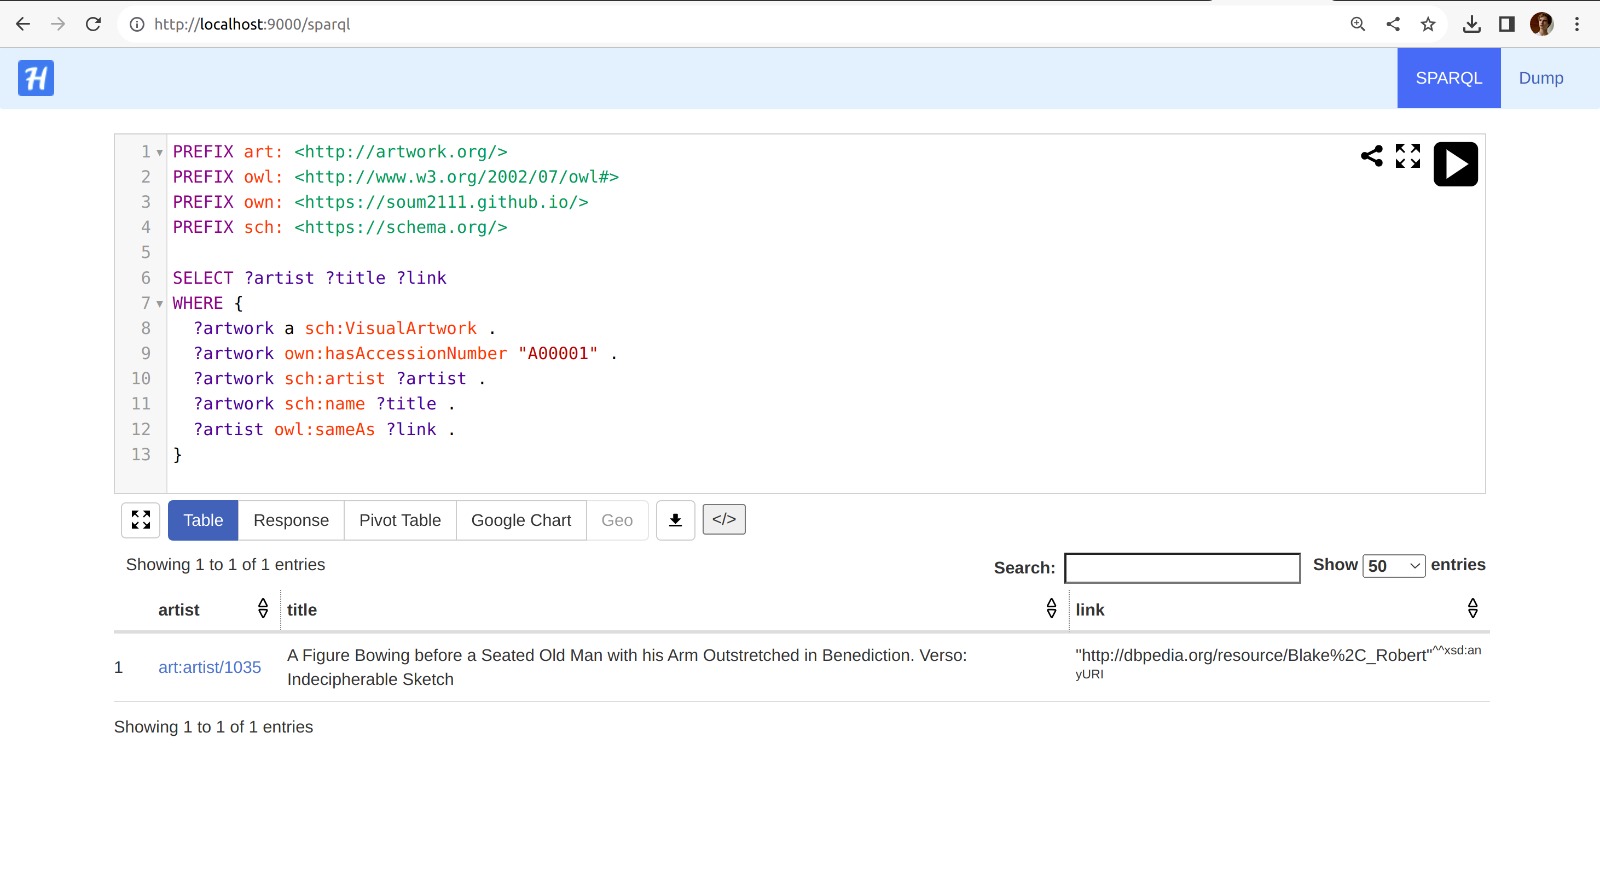 http://localhost:9000/sparql
H
SPARQL Dump
1 PREFIX art: <http://artwork.org/>
2 PREFIX owl: <http://www.w3.org/2002/07/owl#>
3 PREFIX own: <https://soum2111.github.io/>
4 PREFIX sch: <https://schema.org/>
5
6 SELECT ?artist ?title ?link
7 WHERE {
8 ?artwork a sch:VisualArtwork .
9 ?artwork own:hasAccessionNumber "A00001" .
10 ?artwork sch:artist ?artist .
11 ?artwork sch:name ?title .
12 ?artist owl:sameAs ?link .
13 }
Table Response Pivot Table Google Chart Geo </>
Showing 1 to 1 of 1 entries Search: Show 50 entries
artist title link
1 art:artist/1035 A Figure Bowing before a Seated Old Man with his Arm Outstretched in Benediction. Verso: "http://dbpedia.org/resource/Blake%2C_Robert"^^xsd:an
Indecipherable Sketch yURI
Showing 1 to 1 of 1 entries